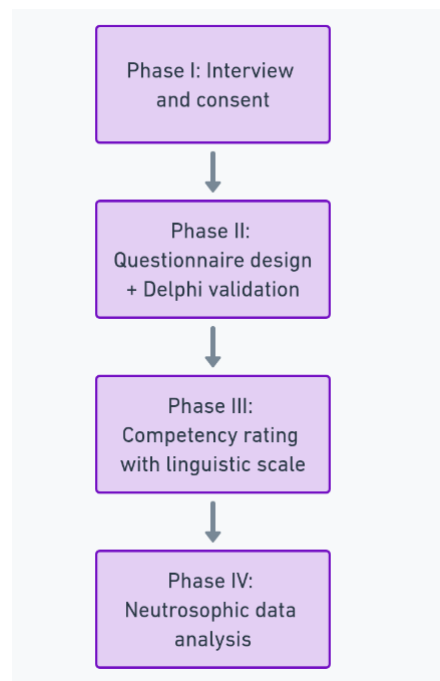 Phase I: Interview
and consent
Phase II:
Questionnaire design
+ Delphi validation
Phase III:
Competency rating
with linguistic scale
Phase IV:
Neutrosophic data
analysis